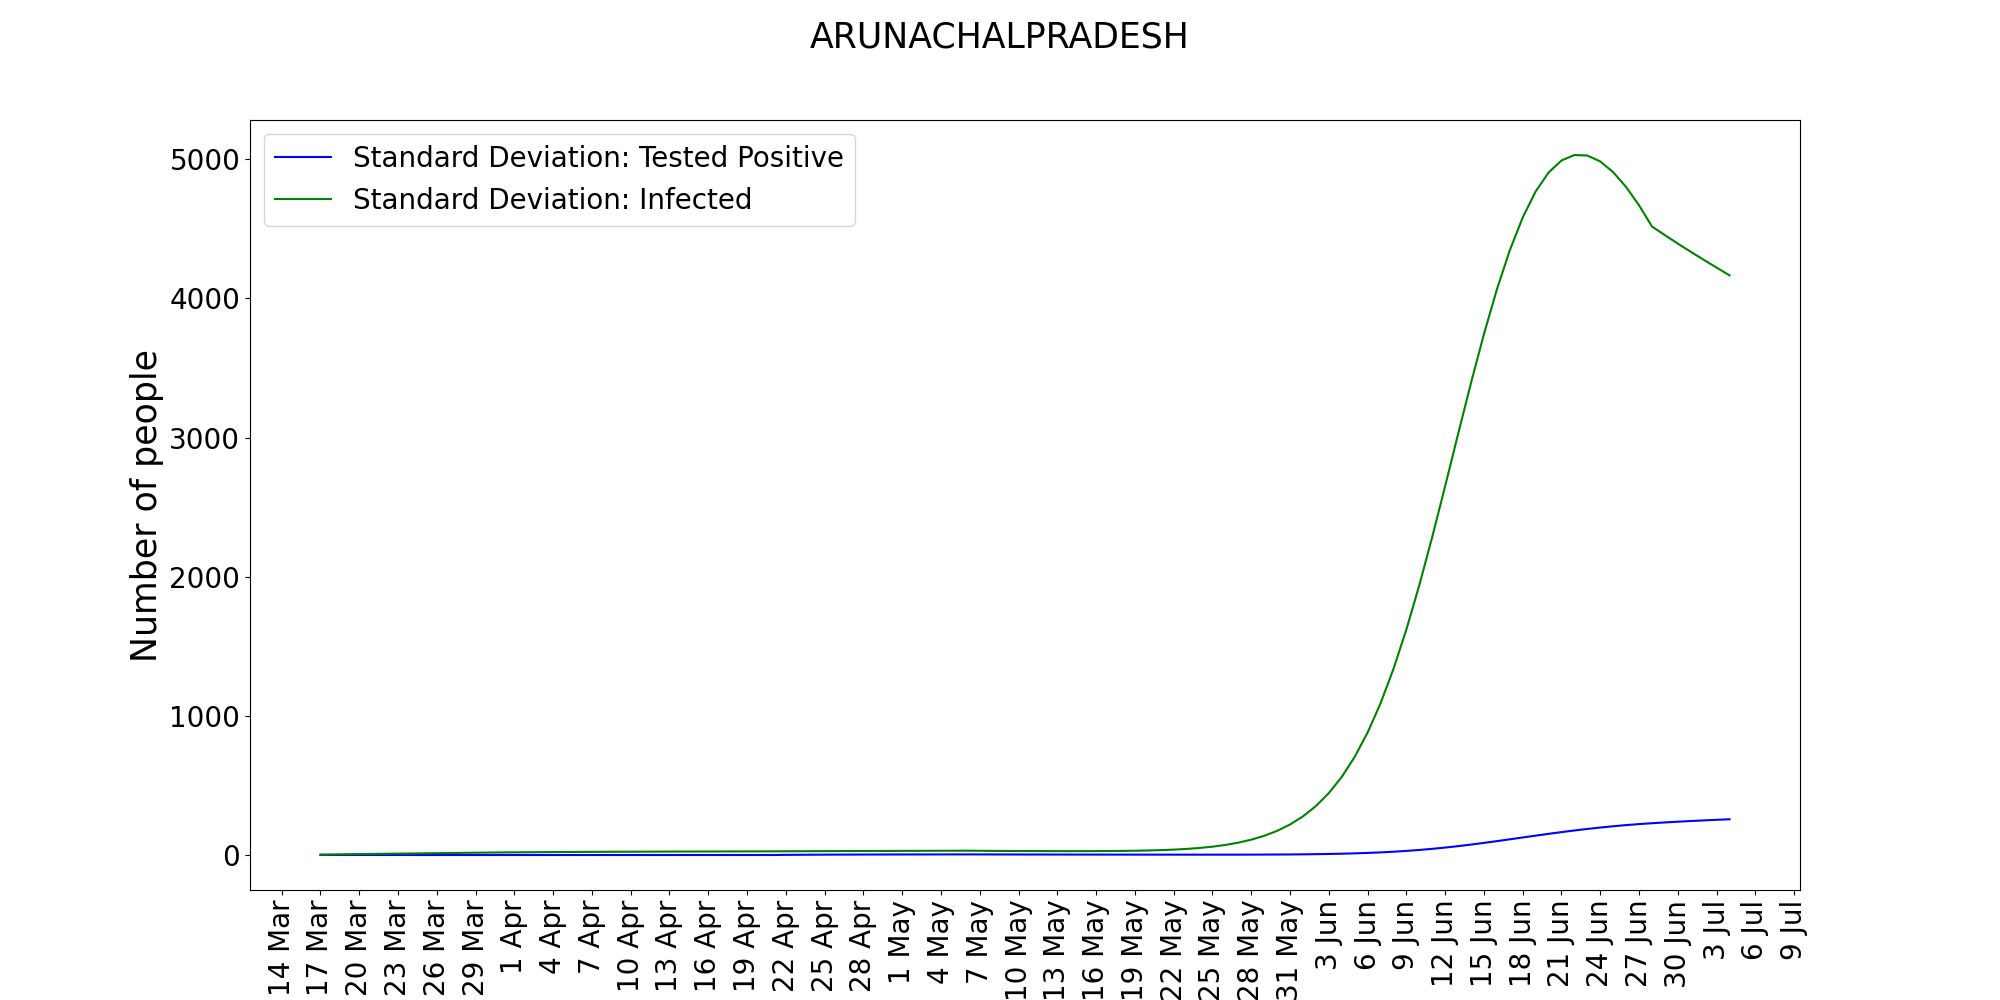 ARUNACHALPRADESH
Standard Deviation: Tested Positive
Standard Deviation: Infected
Number of people
5000
4000
3000
2000
1000
0
14 Mar
17 Mar
20 Mar
23 Mar
26 Mar
29 Mar
1 Apr
4 Apr
7 Apr
10 Apr
13 Apr
16 Apr
19 Apr
22 Apr
25 Apr
28 Apr
1 May
4 May
7 May
10 May
13 May
16 May
19 May
22 May
25 May
28 May
31 May
3 Jun
6 Jun
9 Jun
12 Jun
15 Jun
18 Jun
21 Jun
24 Jun
27 Jun
30 Jun
3 Jul
6 Jul
9 Jul